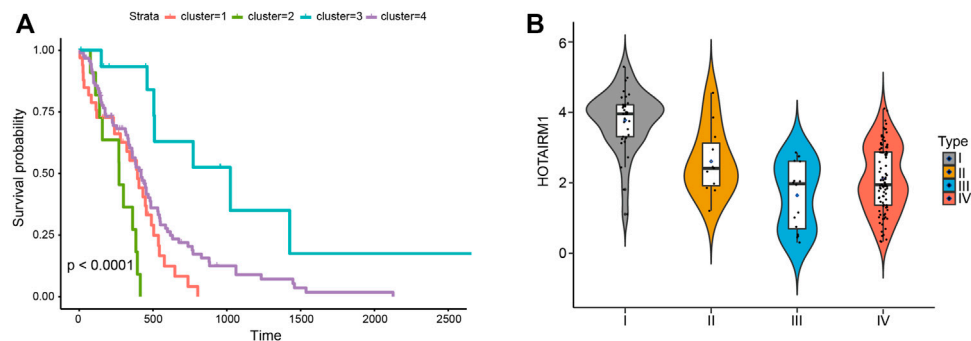 A
Strata cluster=1 cluster=2 cluster=3 cluster=4
Survival probability
1.00
0.75
0.50
0.25
0.00
p < 0.0001
0 500 1000 1500 2000 2500
Time
B
HOTAIRM1
6
4
2
0
I II III IV
Type
I
II
III
IV